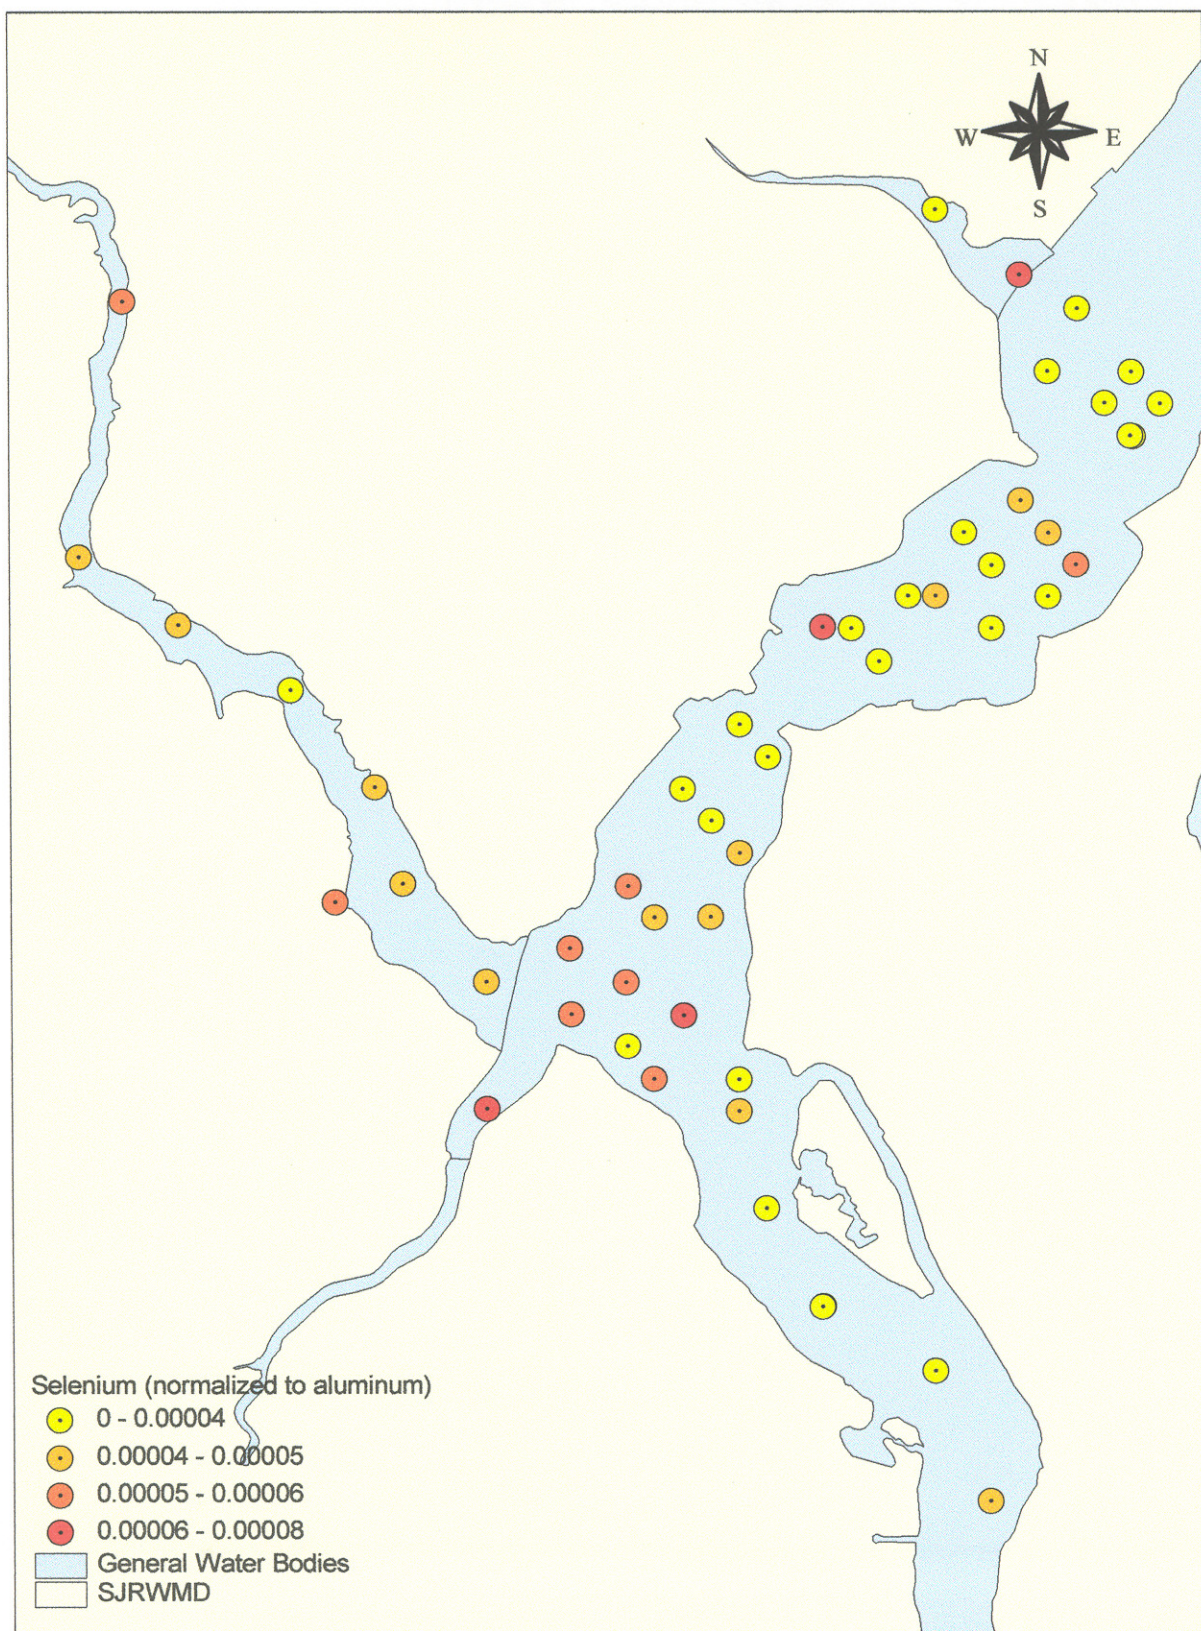 N
W E
S
Selenium (normalized to aluminum)
0 - 0.00004
0.00004 - 0.00005
0.00005 - 0.00006
0.00006 - 0.00008
General Water Bodies
SJRWMD